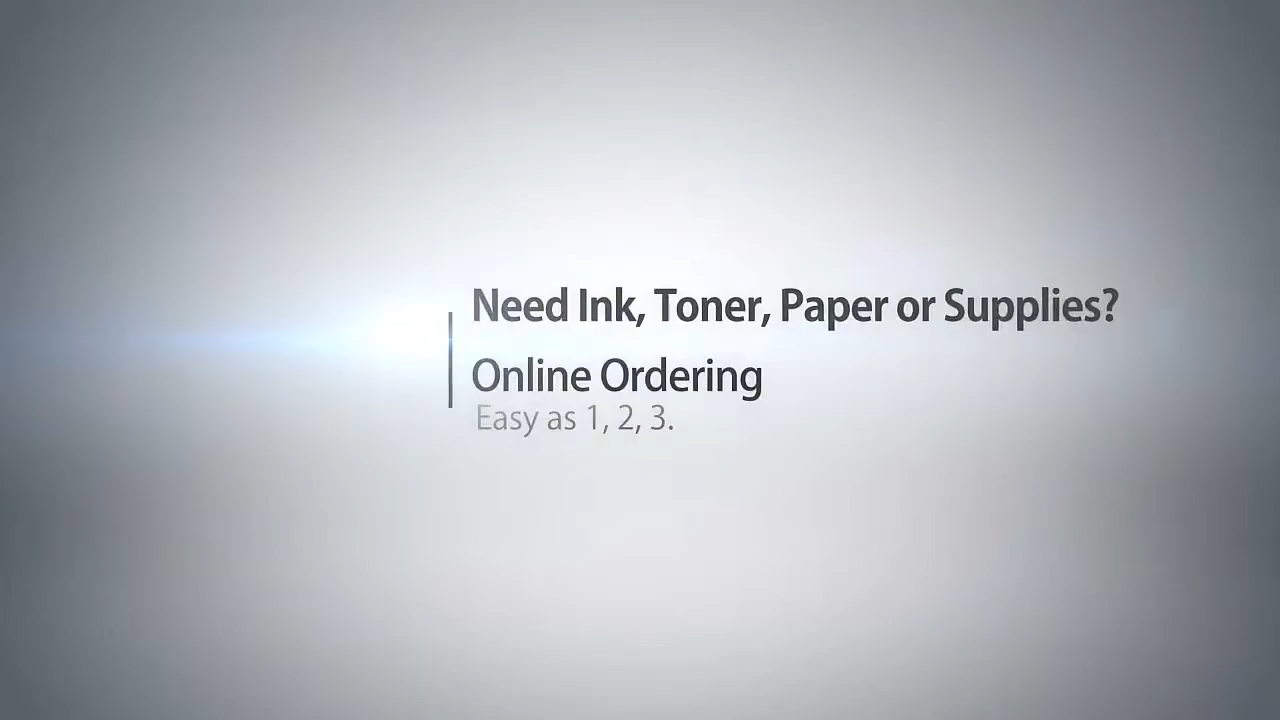 Need Ink, Toner, Paper or Supplies?
Online Ordering
Easy as 1, 2, 3.